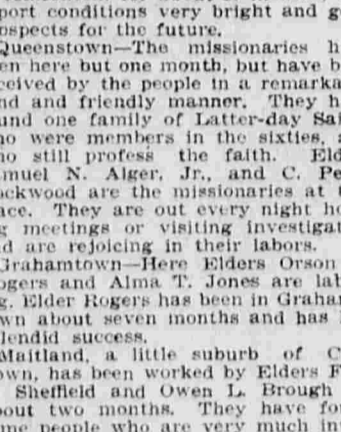 port conditions very bright and g
ospects for the future.
Queenstown—The missionaries h
en here but one month, but have b
ceived by the people in a remarka
nd and friendly manner. They h
und one family of Latter-day Sai
ho were members in the sixties, a
ho still profess the faith. Eld
muel N. Alger, Jr., and C. Pe
ockwood are the missionaries at t
ace. They are out every night ho
g meetings or visiting investigat
d are rejoicing in their labors.
Grahamtown—Here Elders Orson
ogers and Alma T. Jones are lab
g. Elder Rogers has been in Graham
wn about seven months and has
lendid success.
Maitland, a little suburb of C
own, has been worked by Elders F
Sheffield and Owen L. Brough
bout two months. They have fo
me people who are very much in